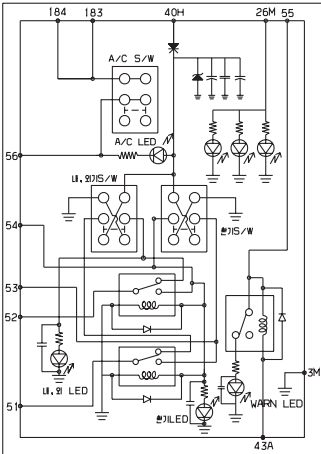 184 183 40H 26M 55
A/C S/W
A/C LED
56
내,외기S/W
환기S/W
54
53
52
3M
내,외 LED
51
환기LED
WARN LED
43A